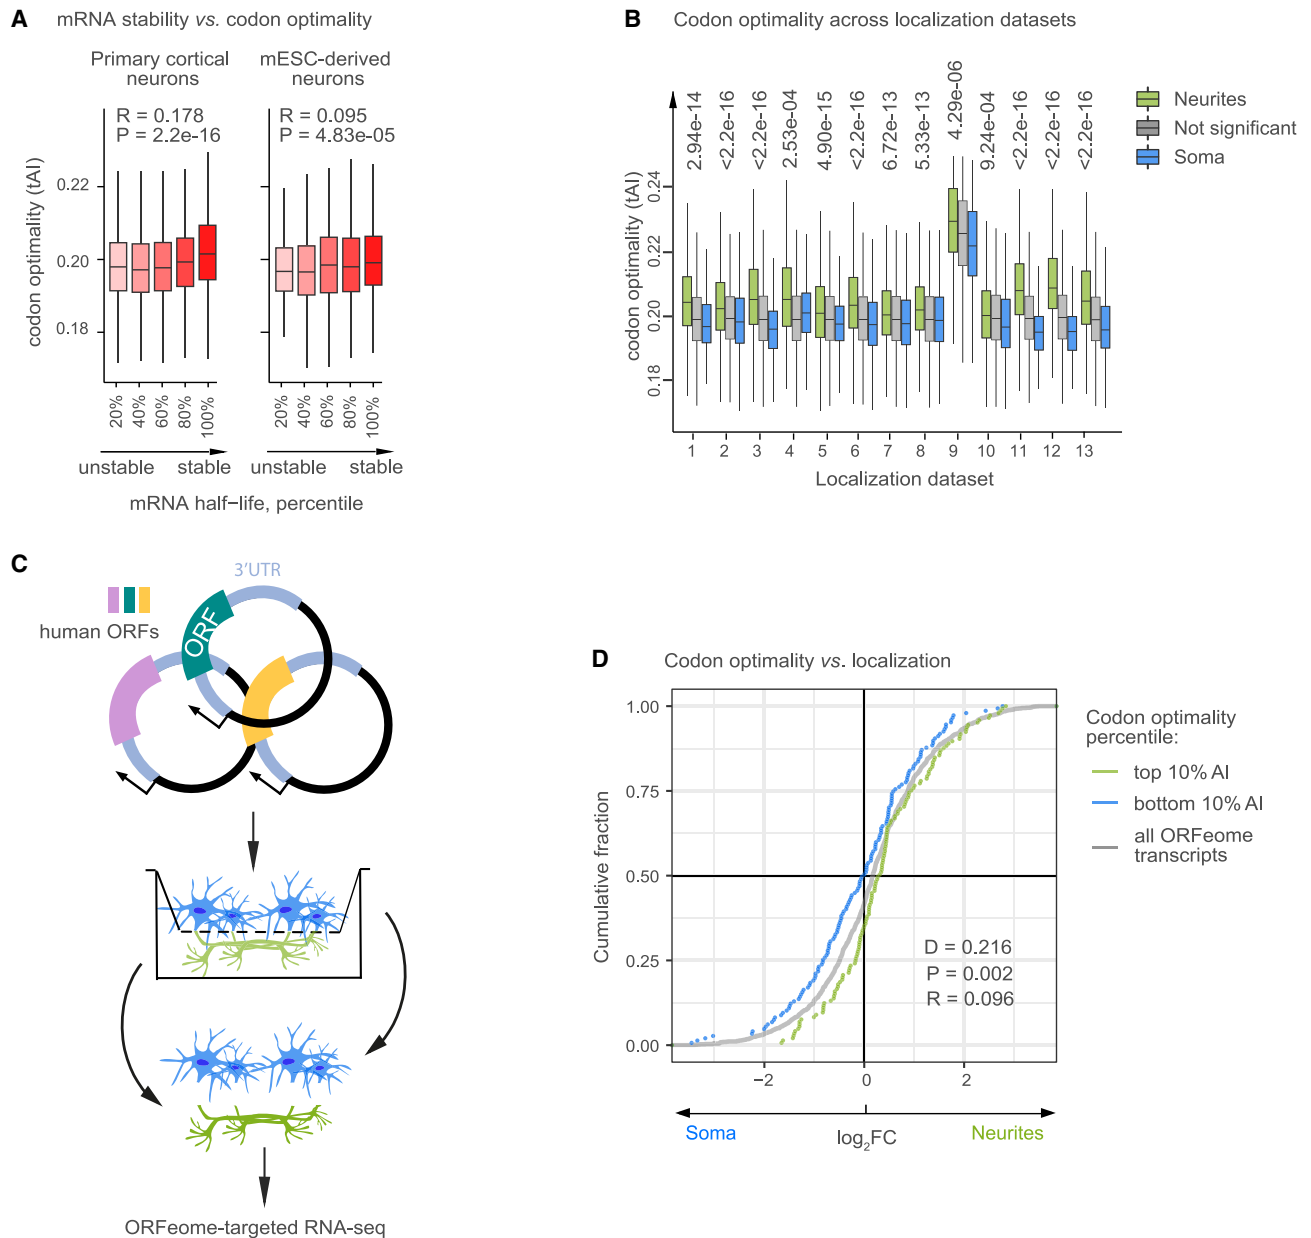 A
mRNA stability vs. codon optimality
Primary cortical
neurons
mESC-derived
neurons
R = 0.178
P = 2.2e-16
R = 0.095
P = 4.83e-05
codon optimality (tAI)
0.22
0.20
0.18
20%
40%
60%
80%
100%
20%
40%
60%
80%
100%
unstable
stable
unstable
stable
mRNA half−life, percentile
B
Codon optimality across localization datasets
2.94e-14
<2.2e-16
<2.2e-16
2.53e-04
4.90e-15
<2.2e-16
6.72e-13
5.33e-13
4.29e-06
9.24e-04
<2.2e-16
<2.2e-16
<2.2e-16
Neurites
Not significant
Soma
codon optimality (tAI)
0.24
0.22
0.20
0.18
1 2 3 4 5 6 7 8 9 10 11 12 13
Localization dataset
C
3'UTR
human ORFs
ORF
ORFeome-targeted RNA-seq
D
Codon optimality vs. localization
Cumulative fraction
1.00
0.75
0.50
0.25
0.00
D = 0.216
P = 0.002
R = 0.096
−2 0 2
Soma
log2FC
Neurites
Codon optimality
percentile:
top 10% AI
bottom 10% AI
all ORFeome
transcripts